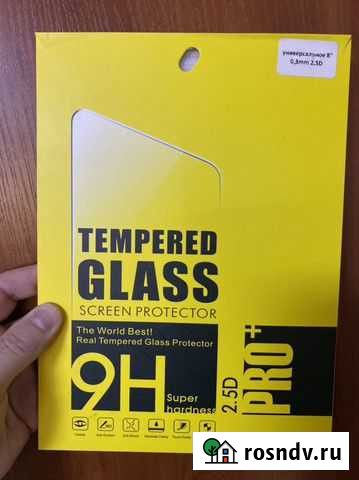 универсальное 8"
0,3mm 2.5D
TEMPERED
GLASS
SCREEN PROTECTOR
The World Best!
Real Tempered Glass Protector
9H
Super
hardness
2.5D
PRO+
rosndv.ru